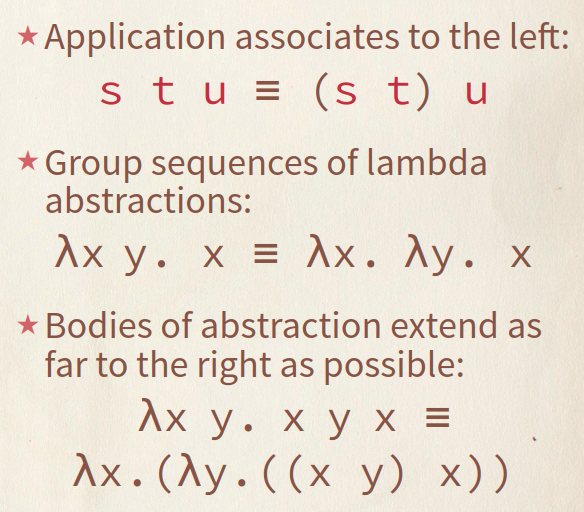 ★ Application associates to the left:
s t u ≡ (s t) u
★ Group sequences of lambda
abstractions:
λx y. x ≡ λx. λy. x
★ Bodies of abstraction extend as
far to the right as possible:
λx y. x y x ≡
λx.(λy.((x y) x))